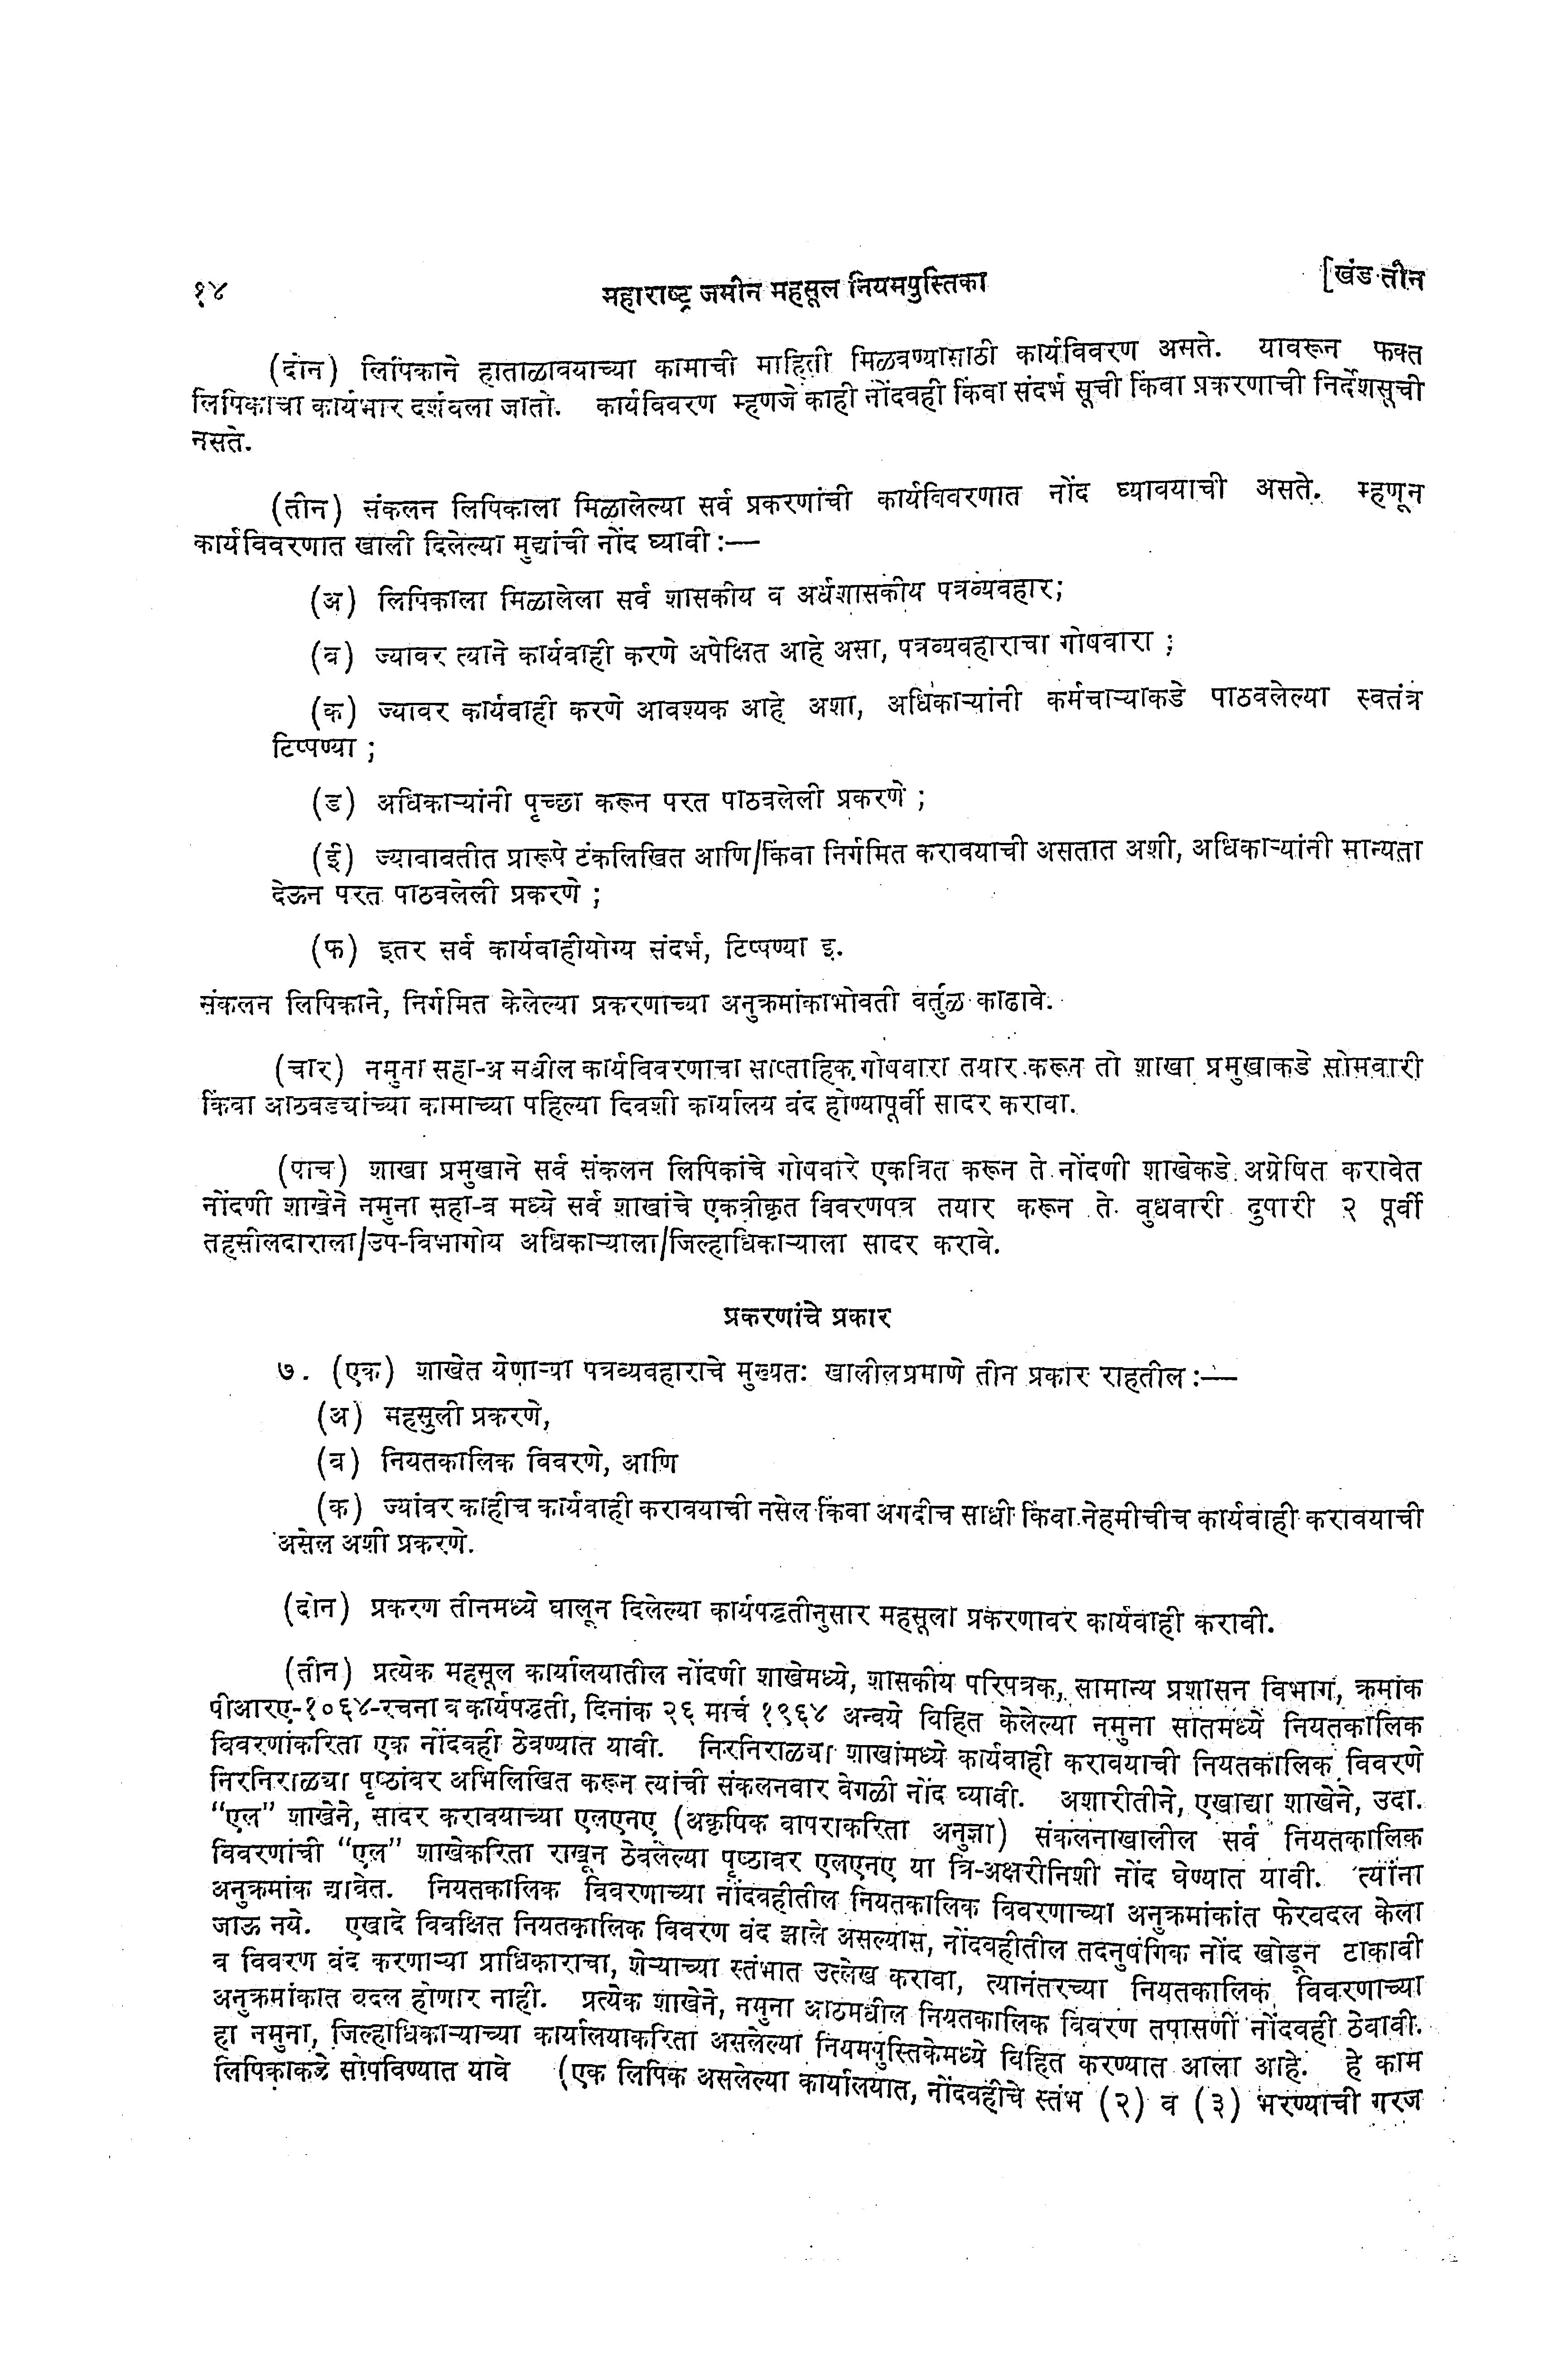 १४
महाराष्ट्र जमीन महसूल नियमपुस्तिका
[खंड तीन
(दोन) लिपिकाने हाताळावयाच्या कामाची माहिती मिळवण्यासाठी कार्यविवरण असते. यावरून फक्त
लिपिकाचा कार्यभार दर्शवला जातो. कार्यविवरण म्हणजे काही नोंदवही किंवा संदर्भ सूची किंवा प्रकरणाची निर्देशसूची
नसते.
(तीन) संकलन लिपिकाला मिळालेल्या सर्व प्रकरणांची कार्यविवरणात नोंद घ्यावयाची असते. म्हणून
कार्यविवरणात खाली दिलेल्या मुद्यांची नोंद घ्यावी :—
(अ) लिपिकाला मिळालेला सर्व शासकीय व अर्धशासकीय पत्रव्यवहार;
(ब) ज्यावर त्याने कार्यवाही करणे अपेक्षित आहे असा, पत्रव्यवहाराचा गोषवारा ;
(क) ज्यावर कार्यवाही करणे आवश्यक आहे अशा, अधिकाऱ्यांनी कर्मचाऱ्याकडे पाठवलेल्या स्वतंत्र
टिप्पण्या ;
(ड) अधिकाऱ्यांनी पृच्छा करून परत पाठवलेली प्रकरणे ;
(ई) ज्याबाबतीत प्रारूपे टंकलिखित आणि/किंवा निर्गमित करावयाची असतात अशी, अधिकाऱ्यांनी मान्यता
देऊन परत पाठवलेली प्रकरणे ;
(फ) इतर सर्व कार्यवाहीयोग्य संदर्भ, टिप्पण्या इ.
संकलन लिपिकाने, निर्गमित केलेल्या प्रकरणाच्या अनुक्रमांकाभोवती वर्तुळ काढावे.
(चार) नमुना सहा-अ मधील कार्यविवरणाचा साप्ताहिक गोषवारा तयार करून तो शाखा प्रमुखाकडे सोमवारी
किंवा आठवड्यांच्या कामाच्या पहिल्या दिवशी कार्यालय बंद होण्यापूर्वी सादर करावा.
(पाच) शाखा प्रमुखाने सर्व संकलन लिपिकांचे गोषवारे एकत्रित करून ते नोंदणी शाखेकडे अग्रेषित करावेत
नोंदणी शाखेने नमुना सहा-ब मध्ये सर्व शाखांचे एकत्रीकृत विवरणपत्र तयार करून ते बुधवारी दुपारी २ पूर्वी
तहसीलदाराला/उप-विभागीय अधिकाऱ्याला/जिल्हाधिकाऱ्याला सादर करावे.
प्रकरणांचे प्रकार
७. (एक) शाखेत येणाऱ्या पत्रव्यवहाराचे मुख्यतः खालीलप्रमाणे तीन प्रकार राहतील :—
(अ) महसुली प्रकरणे,
(ब) नियतकालिक विवरणे, आणि
(क) ज्यांवर काहीच कार्यवाही करावयाची नसेल किंवा अगदीच साधी किंवा नेहमीचीच कार्यवाही करावयाची
असेल अशी प्रकरणे.
(दोन) प्रकरण तीनमध्ये घालून दिलेल्या कार्यपद्धतीनुसार महसूली प्रकरणावर कार्यवाही करावी.
(तीन) प्रत्येक महसूल कार्यालयातील नोंदणी शाखेमध्ये, शासकीय परिपत्रक, सामान्य प्रशासन विभाग, क्रमांक
पीआरए-१०६४-रचना व कार्यपद्धती, दिनांक २६ मार्च १९६४ अन्वये विहित केलेल्या नमुना सातमध्ये नियतकालिक
विवरणांकरिता एक नोंदवही ठेवण्यात यावी. निरनिराळ्या शाखांमध्ये कार्यवाही करावयाची नियतकालिक विवरणे
निरनिराळ्या पृष्ठांवर अभिलिखित करून त्यांची संकलनवार वेगळी नोंद घ्यावी. अशारीतीने, एखाद्या शाखेने, उदा.
“एल” शाखेने, सादर करावयाच्या एलएनए (अकृषिक वापराकरिता अनुज्ञा) संकलनाखालील सर्व नियतकालिक
विवरणांची “एल” शाखेकरिता राखून ठेवलेल्या पृष्ठावर एलएनए या त्रि-अक्षरीनिशी नोंद घेण्यात यावी. त्यांना
अनुक्रमांक द्यावेत. नियतकालिक विवरणाच्या नोंदवहीतील नियतकालिक विवरणाच्या अनुक्रमांकांत फेरबदल केला
जाऊ नये. एखादे विवक्षित नियतकालिक विवरण बंद झाले असल्यास, नोंदवहीतील तदनुषंगिक नोंद खोडून टाकावी
व विवरण बंद करणाऱ्या प्राधिकाराचा, शेऱ्याच्या स्तंभात उल्लेख करावा, त्यानंतरच्या नियतकालिक विवरणाच्या
अनुक्रमांकात बदल होणार नाही. प्रत्येक शाखेने, नमुना आठमधील नियतकालिक विवरण तपासणी नोंदवही ठेवावी.
हा नमुना, जिल्हाधिकाऱ्याच्या कार्यालयाकरिता असलेल्या नियमपुस्तिकेमध्ये विहित करण्यात आला आहे. हे काम
लिपिकाकडे सोपविण्यात यावे (एक लिपिक असलेल्या कार्यालयात, नोंदवहीचे स्तंभ (२) व (३) भरण्याची गरज